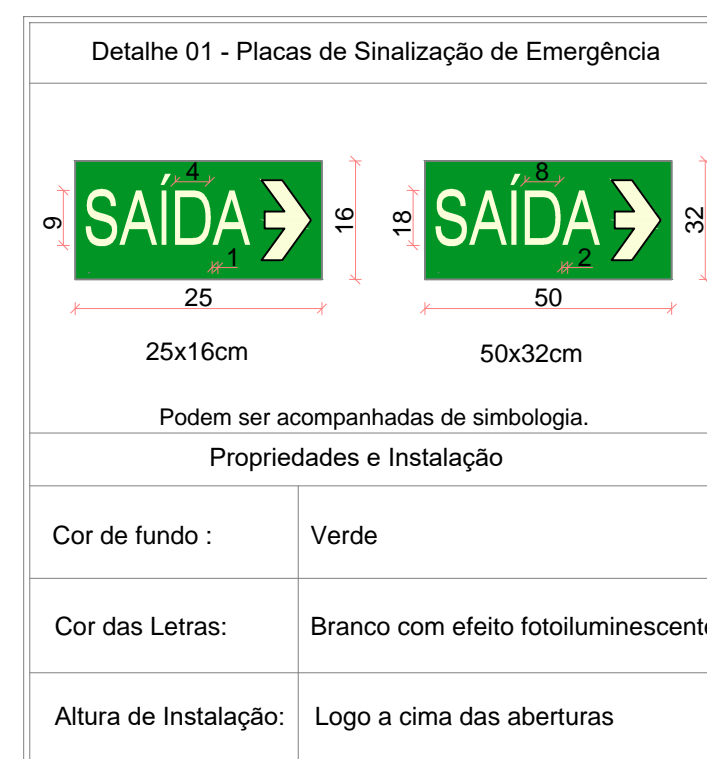 Detalhe 01 - Placas de Sinalização de Emergência
4
9
SAÍDA
16
1
25
25x16cm
8
18
SAÍDA
32
2
50
50x32cm
Podem ser acompanhadas de simbologia.
Propriedades e Instalação
Cor de fundo : Verde
Cor das Letras: Branco com efeito fotoiluminescente
Altura de Instalação: Logo a cima das aberturas